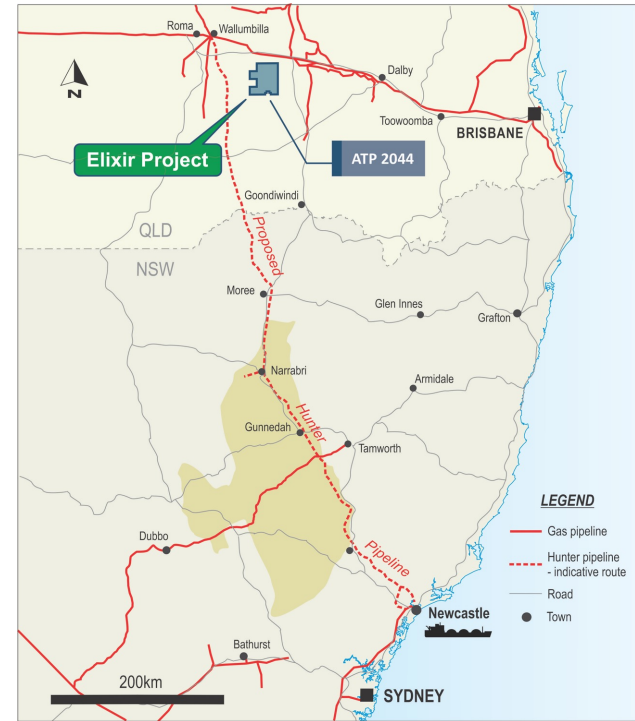 Roma
Wallumbilla
N
Dalby
Toowoomba
BRISBANE
Elixir Project
ATP 2044
Goondiwindi
QLD
NSW
Proposed
Moree
Glen Innes
Grafton
Narrabri
Armidale
Hunter
Gunnedah
Tamworth
LEGEND
Gas pipeline
Hunter pipeline
- indicative route
Road
Town
Dubbo
Pipeline
Newcastle
Bathurst
200km
SYDNEY